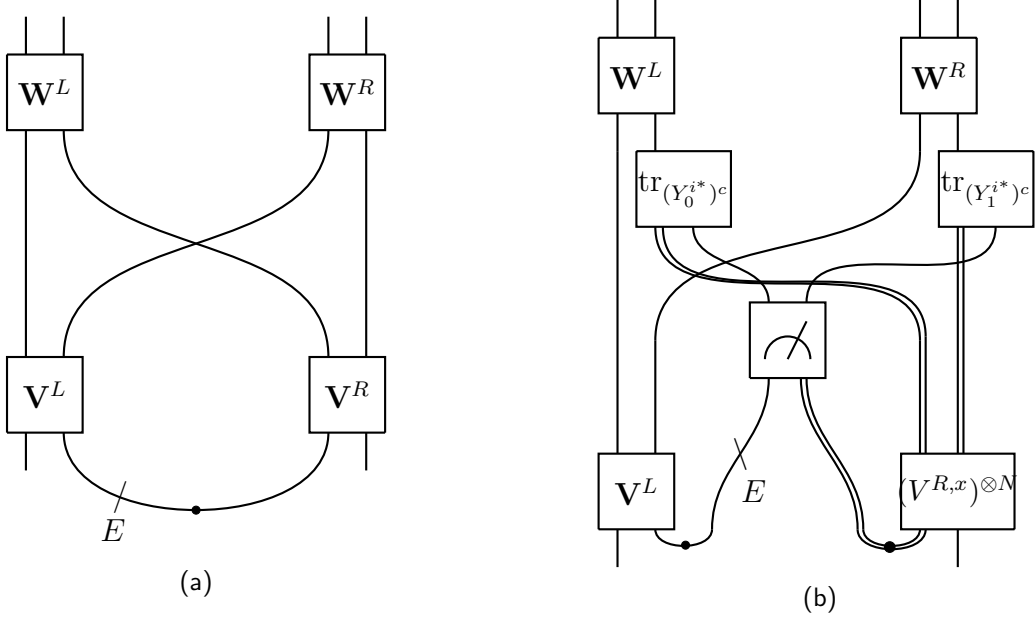 𝐖^L 𝐖^R
𝐕^L 𝐕^R
E
(a)
𝐖^L 𝐖^R
tr_{(Y_0^{i^*})^c} tr_{(Y_1^{i^*})^c}
E
𝐕^L (V^{R,x})^{⊗N}
(b)